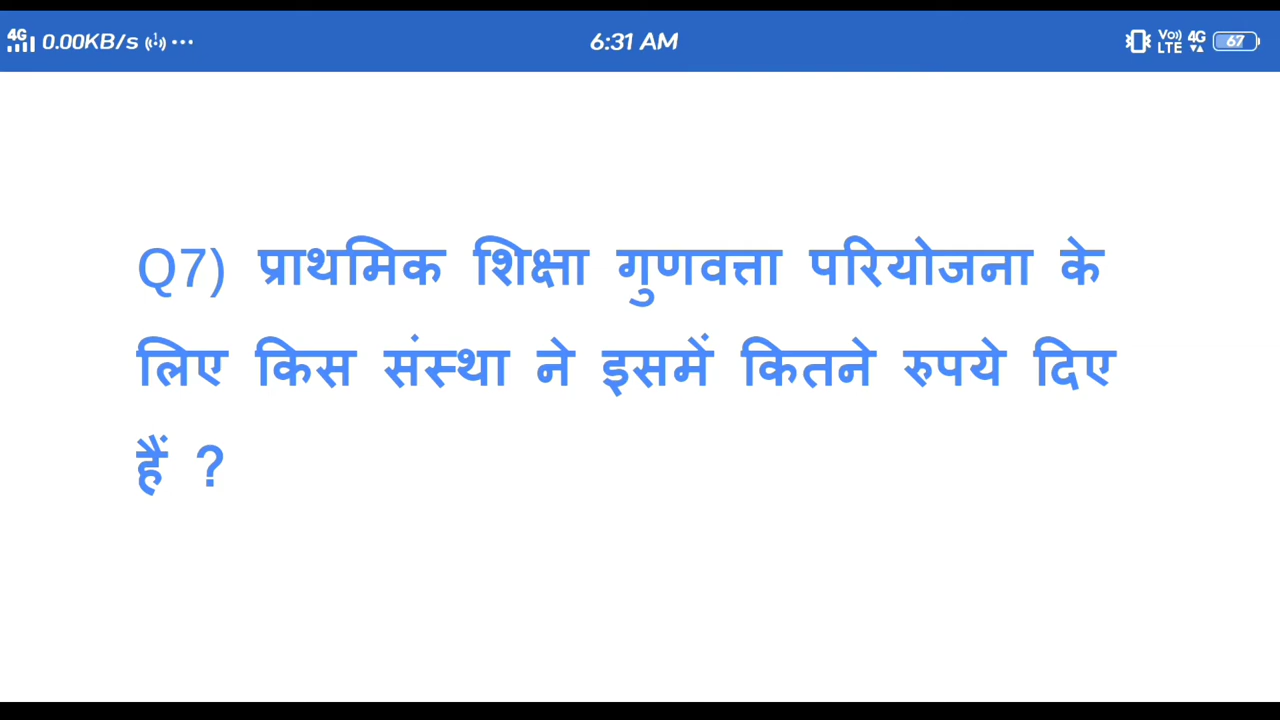 4G 0.00KB/s 6:31 AM Vo) LTE 4G 67
Q7) प्राथमिक शिक्षा गुणवत्ता परियोजना के
लिए किस संस्था ने इसमें कितने रुपये दिए
हैं ?